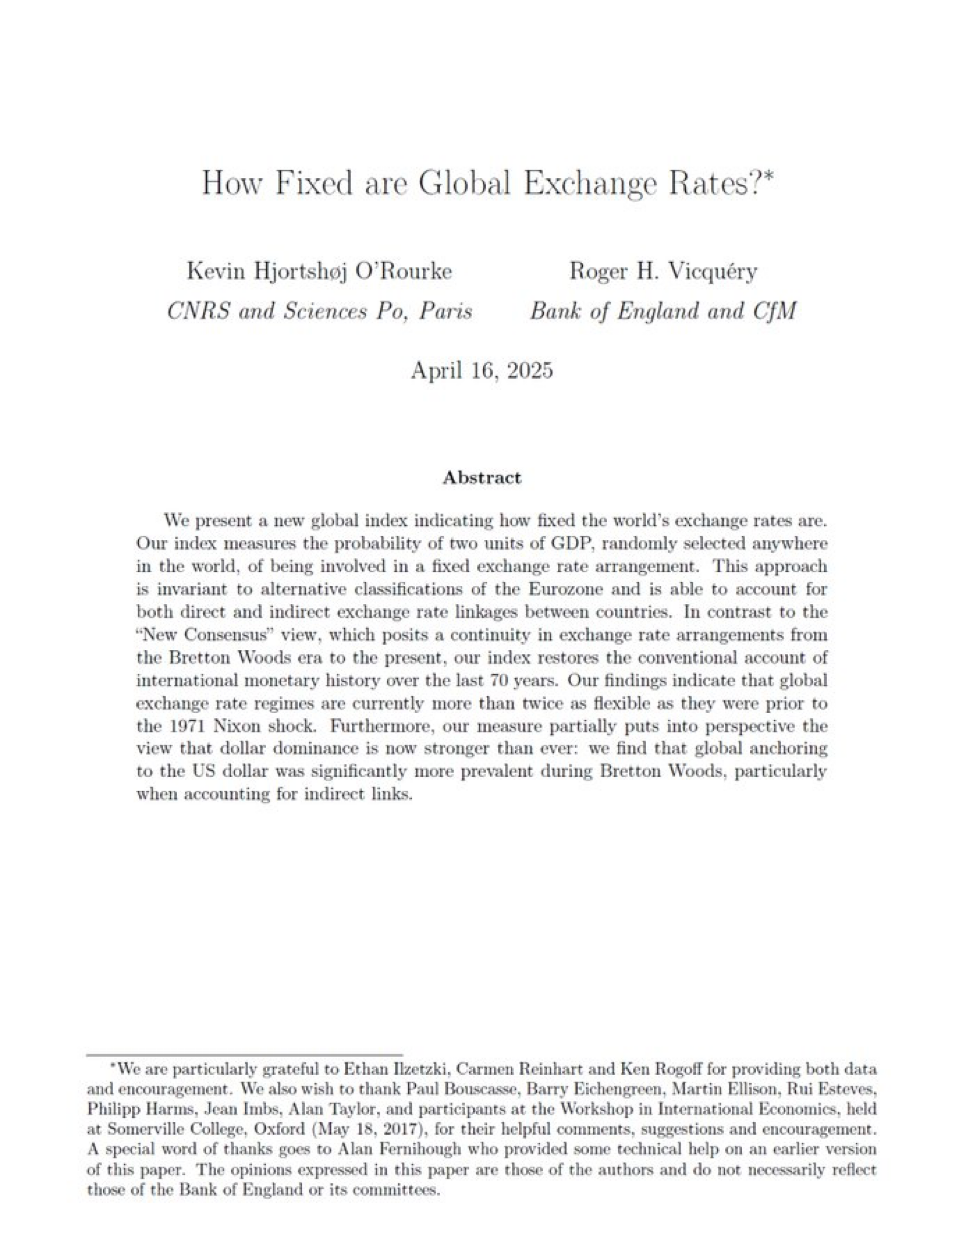 How Fixed are Global Exchange Rates?*
Kevin Hjortshøj O'Rourke
CNRS and Sciences Po, Paris
Roger H. Vicquéry
Bank of England and CfM
April 16, 2025
Abstract
We present a new global index indicating how fixed the world's exchange rates are.
Our index measures the probability of two units of GDP, randomly selected anywhere
in the world, of being involved in a fixed exchange rate arrangement. This approach
is invariant to alternative classifications of the Eurozone and is able to account for
both direct and indirect exchange rate linkages between countries. In contrast to the
“New Consensus” view, which posits a continuity in exchange rate arrangements from
the Bretton Woods era to the present, our index restores the conventional account of
international monetary history over the last 70 years. Our findings indicate that global
exchange rate regimes are currently more than twice as flexible as they were prior to
the 1971 Nixon shock. Furthermore, our measure partially puts into perspective the
view that dollar dominance is now stronger than ever: we find that global anchoring
to the US dollar was significantly more prevalent during Bretton Woods, particularly
when accounting for indirect links.
*We are particularly grateful to Ethan Ilzetzki, Carmen Reinhart and Ken Rogoff for providing both data
and encouragement. We also wish to thank Paul Bouscasse, Barry Eichengreen, Martin Ellison, Rui Esteves,
Philipp Harms, Jean Imbs, Alan Taylor, and participants at the Workshop in International Economics, held
at Somerville College, Oxford (May 18, 2017), for their helpful comments, suggestions and encouragement.
A special word of thanks goes to Alan Fernihough who provided some technical help on an earlier version
of this paper. The opinions expressed in this paper are those of the authors and do not necessarily reflect
those of the Bank of England or its committees.